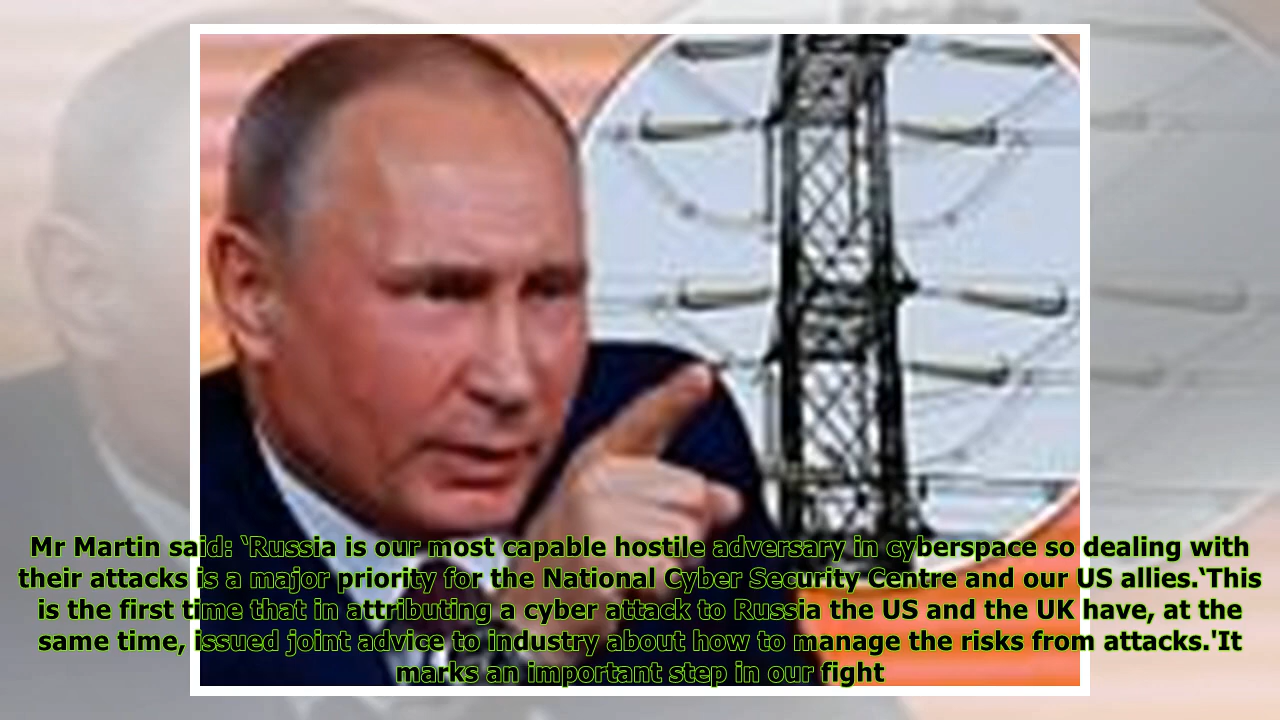 Mr Martin said: ‘Russia is our most capable hostile adversary in cyberspace so dealing with
their attacks is a major priority for the National Cyber Security Centre and our US allies.‘This
is the first time that in attributing a cyber attack to Russia the US and the UK have, at the
same time, issued joint advice to industry about how to manage the risks from attacks.'It
marks an important step in our fight